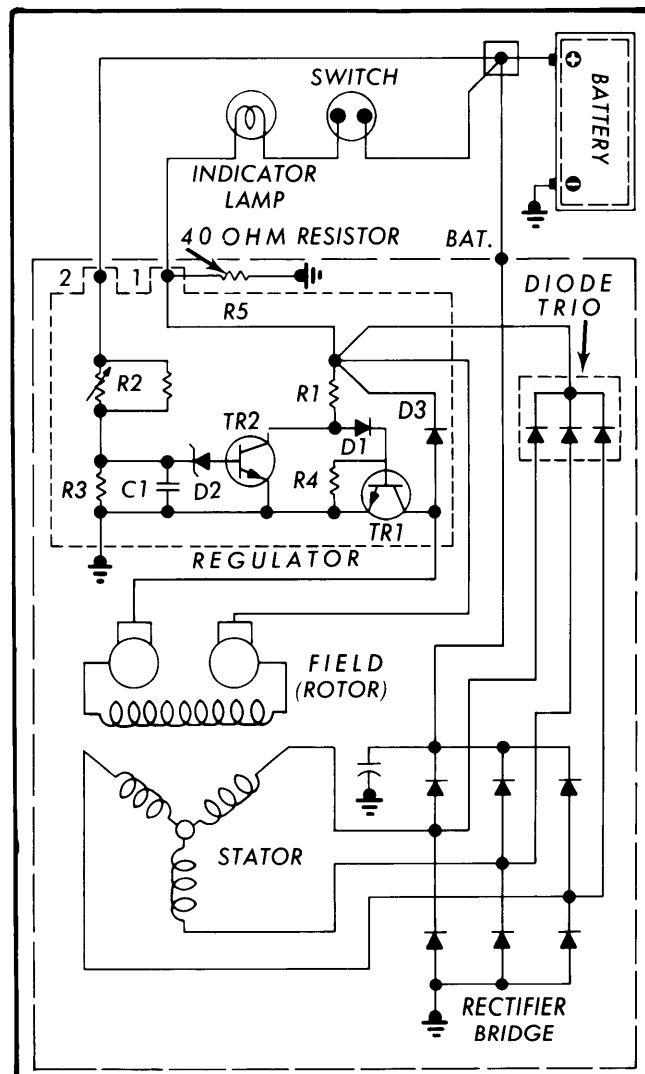 SWITCH
BATTERY
INDICATOR
LAMP
40 OHM RESISTOR
BAT.
2
1
DIODE
TRIO
R5
R2
R1
D3
TR2
D1
R3
C1
D2
R4
TR1
REGULATOR
FIELD
(ROTOR)
STATOR
RECTIFIER
BRIDGE